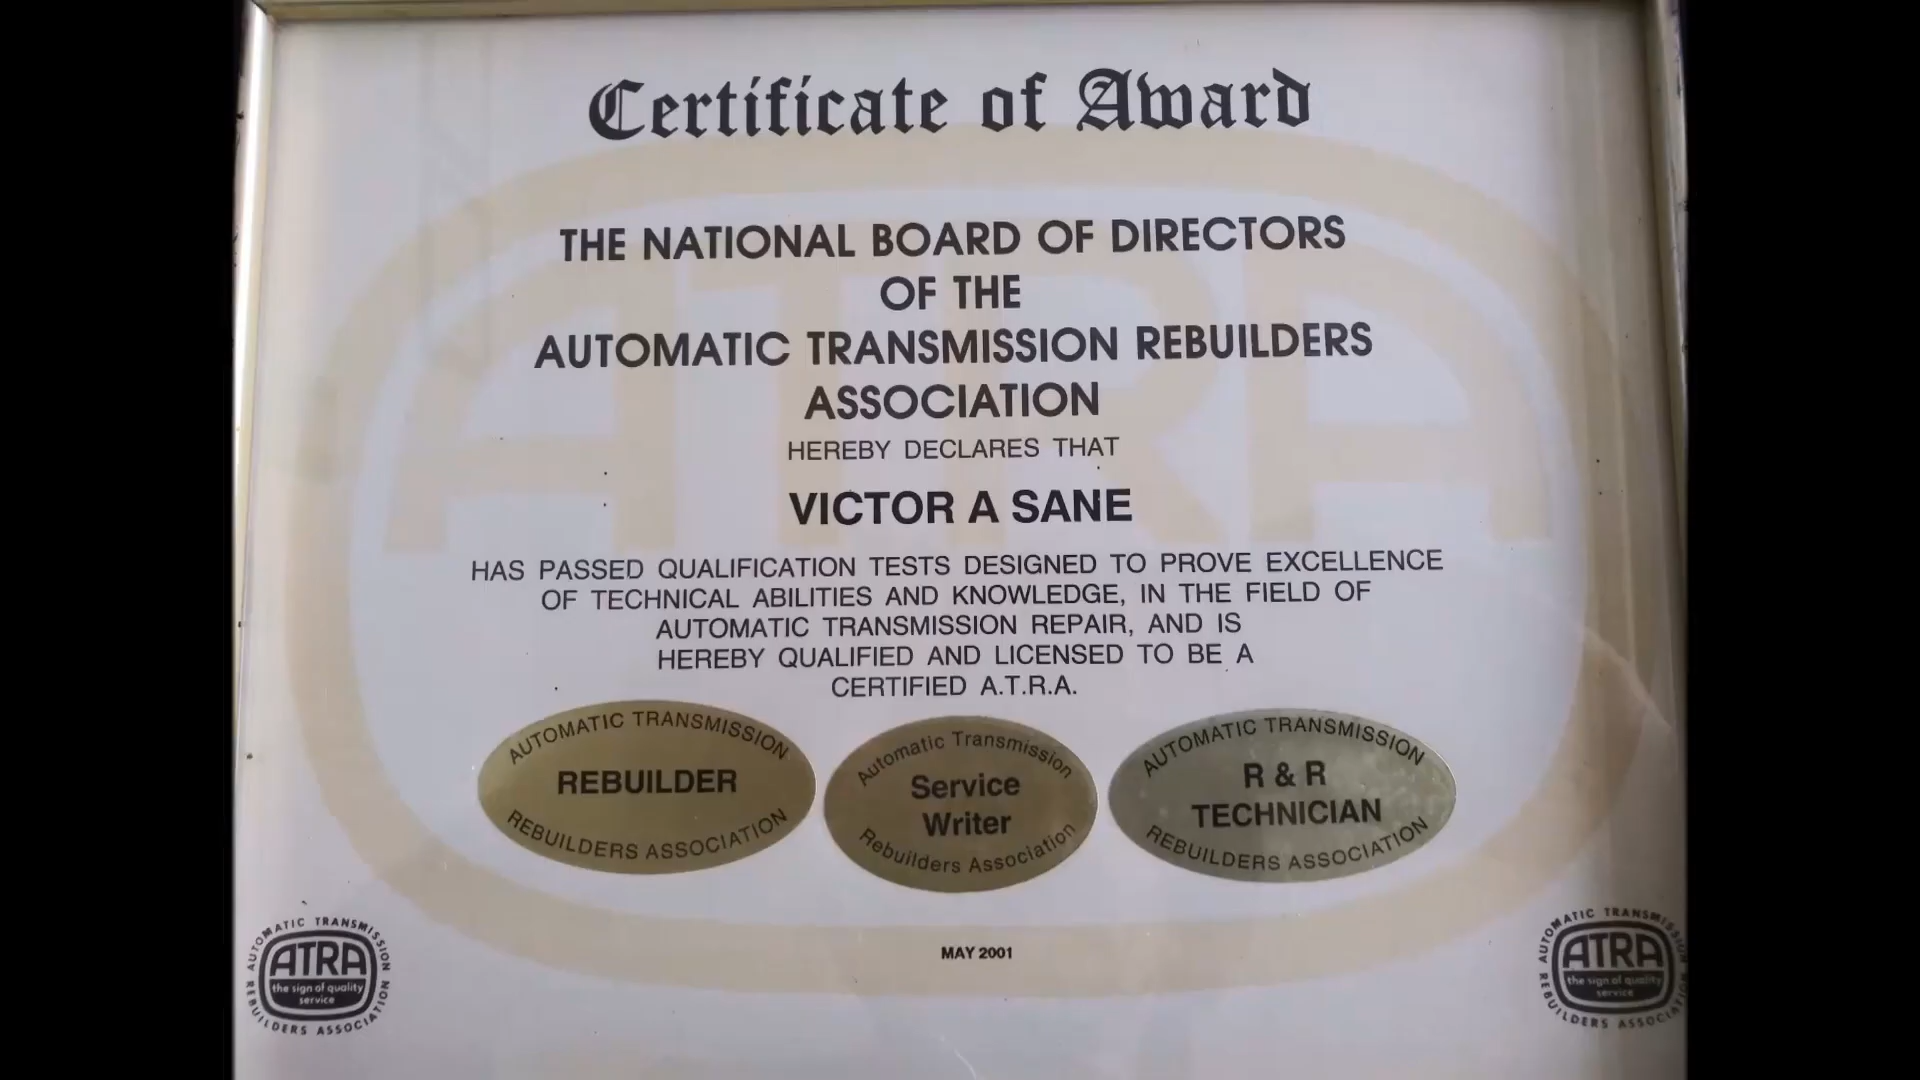 Certificate of Award
THE NATIONAL BOARD OF DIRECTORS
OF THE
AUTOMATIC TRANSMISSION REBUILDERS
ASSOCIATION
HEREBY DECLARES THAT
VICTOR A SANE
HAS PASSED QUALIFICATION TESTS DESIGNED TO PROVE EXCELLENCE
OF TECHNICAL ABILITIES AND KNOWLEDGE, IN THE FIELD OF
AUTOMATIC TRANSMISSION REPAIR, AND IS
HEREBY QUALIFIED AND LICENSED TO BE A
CERTIFIED A.T.R.A.
AUTOMATIC TRANSMISSION
REBUILDER
REBUILDERS ASSOCIATION
Automatic Transmission
Service
Writer
Rebuilders Association
AUTOMATIC TRANSMISSION
R & R
TECHNICIAN
REBUILDERS ASSOCIATION
MAY 2001
AUTOMATIC TRANSMISSION
ATRA
the sign of quality
service
REBUILDERS ASSOCIATION
AUTOMATIC TRANSMISSION
ATRA
the sign of quality
service
REBUILDERS ASSOCIATION
ATRA